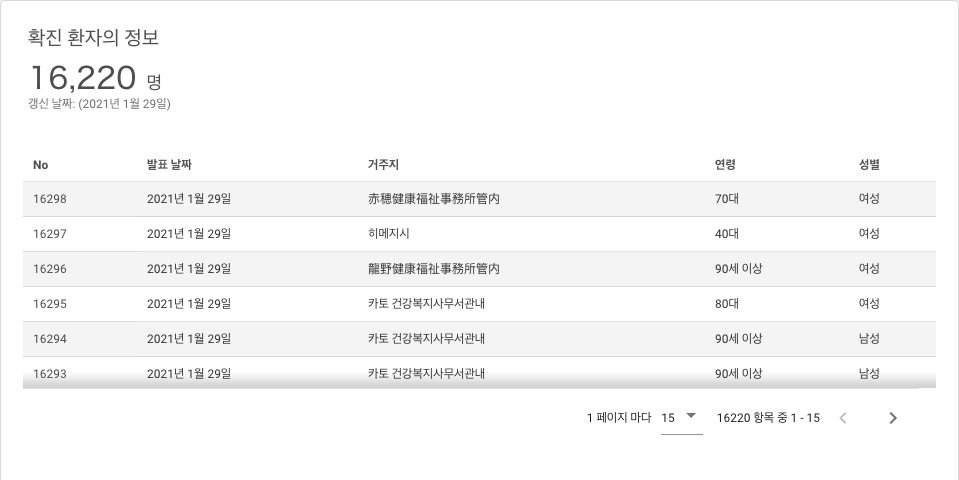 확진 환자의 정보
16,220 명
갱신 날짜: (2021년 1월 29일)
No 발표 날짜 거주지 연령 성별
16298 2021년 1월 29일 赤穂健康福祉事務所管内 70대 여성
16297 2021년 1월 29일 히메지시 40대 여성
16296 2021년 1월 29일 龍野健康福祉事務所管内 90세 이상 여성
16295 2021년 1월 29일 카토 건강복지사무서관내 80대 여성
16294 2021년 1월 29일 카토 건강복지사무서관내 90세 이상 남성
16293 2021년 1월 29일 카토 건강복지사무서관내 90세 이상 남성
1 페이지 마다 15 16220 항목 중 1 - 15